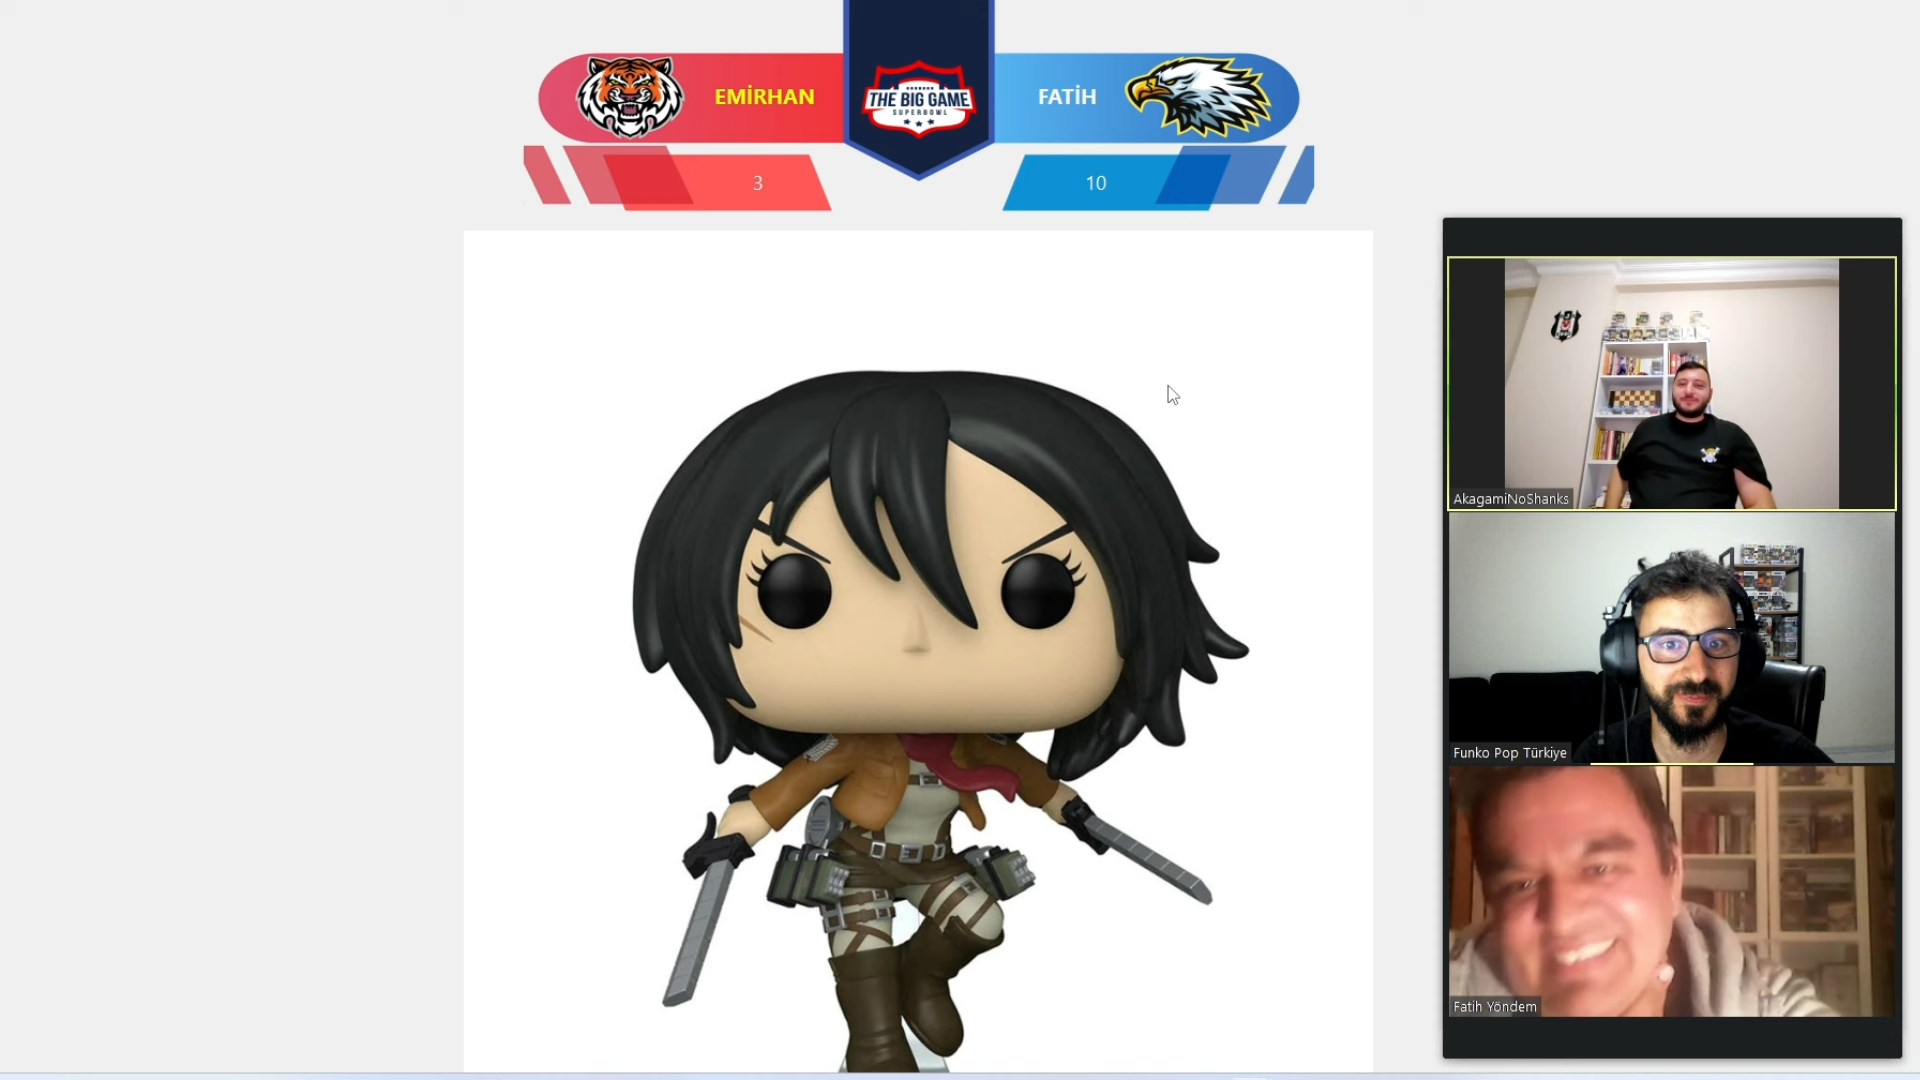 EMİRHAN
THE BIG GAME
SUPERBOWL
FATİH
3
10
AkagamiNoShanks
Funko Pop Türkiye
Fatih Yöndem